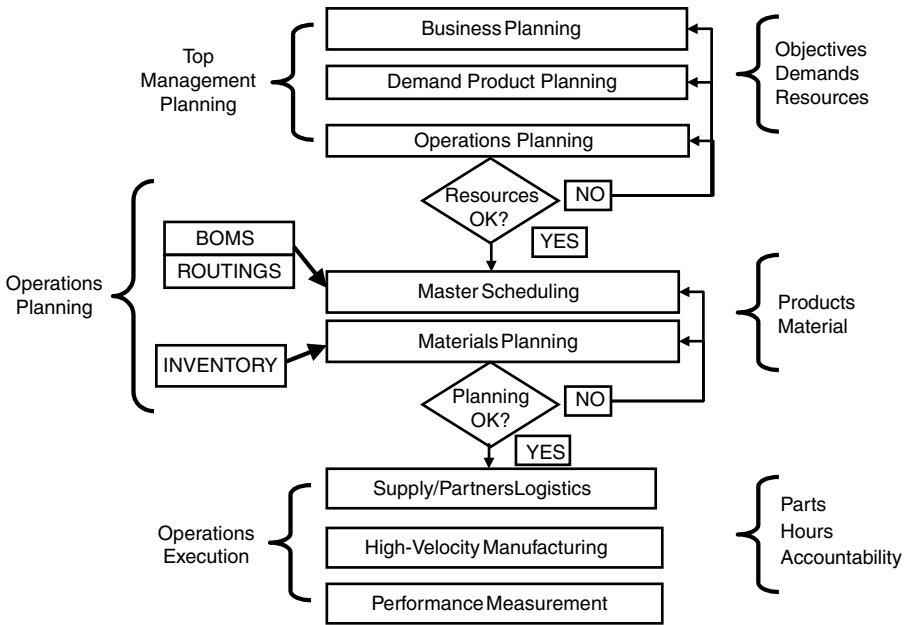 Business Planning
Top
Management
Planning
Demand Product Planning
Objectives
Demands
Resources
Operations Planning
Resources
OK?
NO
YES
Operations
Planning
BOMS
ROUTINGS
Master Scheduling
INVENTORY
Materials Planning
Products
Material
Planning
OK?
NO
YES
Operations
Execution
Supply/PartnersLogistics
High-Velocity Manufacturing
Performance Measurement
Parts
Hours
Accountability